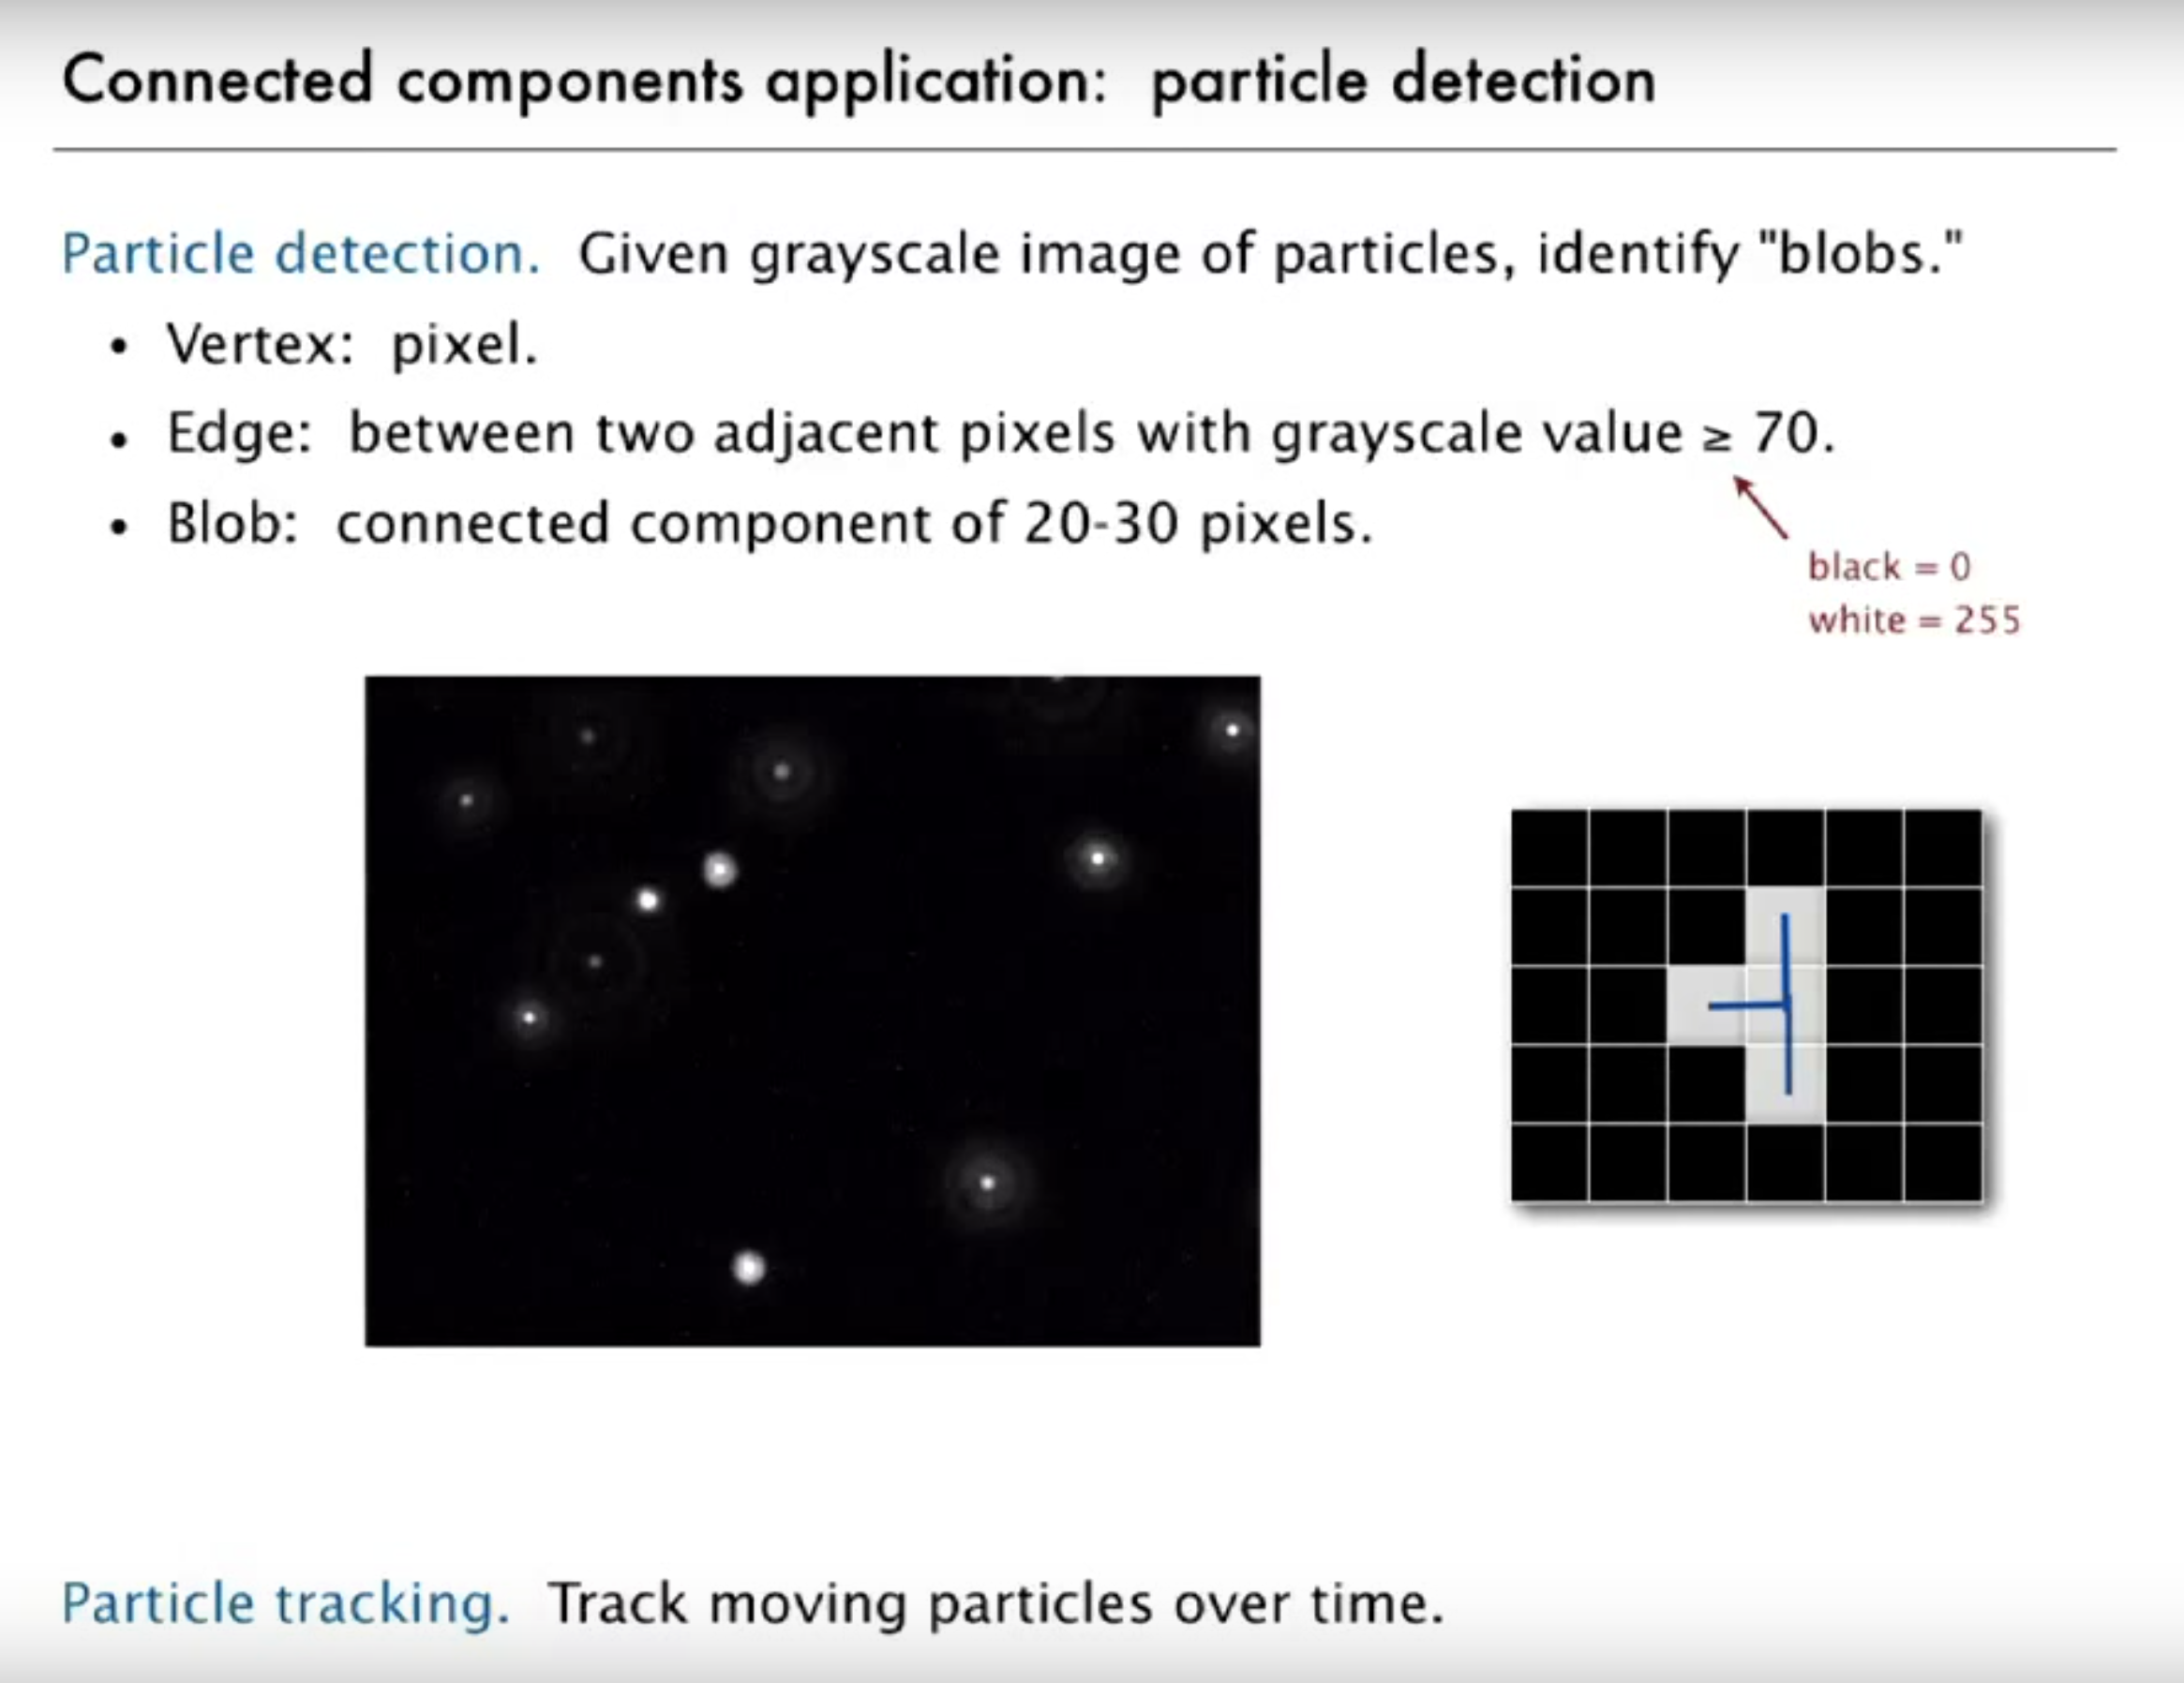 Connected components application: particle detection
Particle detection. Given grayscale image of particles, identify "blobs."
• Vertex: pixel.
• Edge: between two adjacent pixels with grayscale value ≥ 70.
• Blob: connected component of 20-30 pixels.
black = 0
white = 255
Particle tracking. Track moving particles over time.